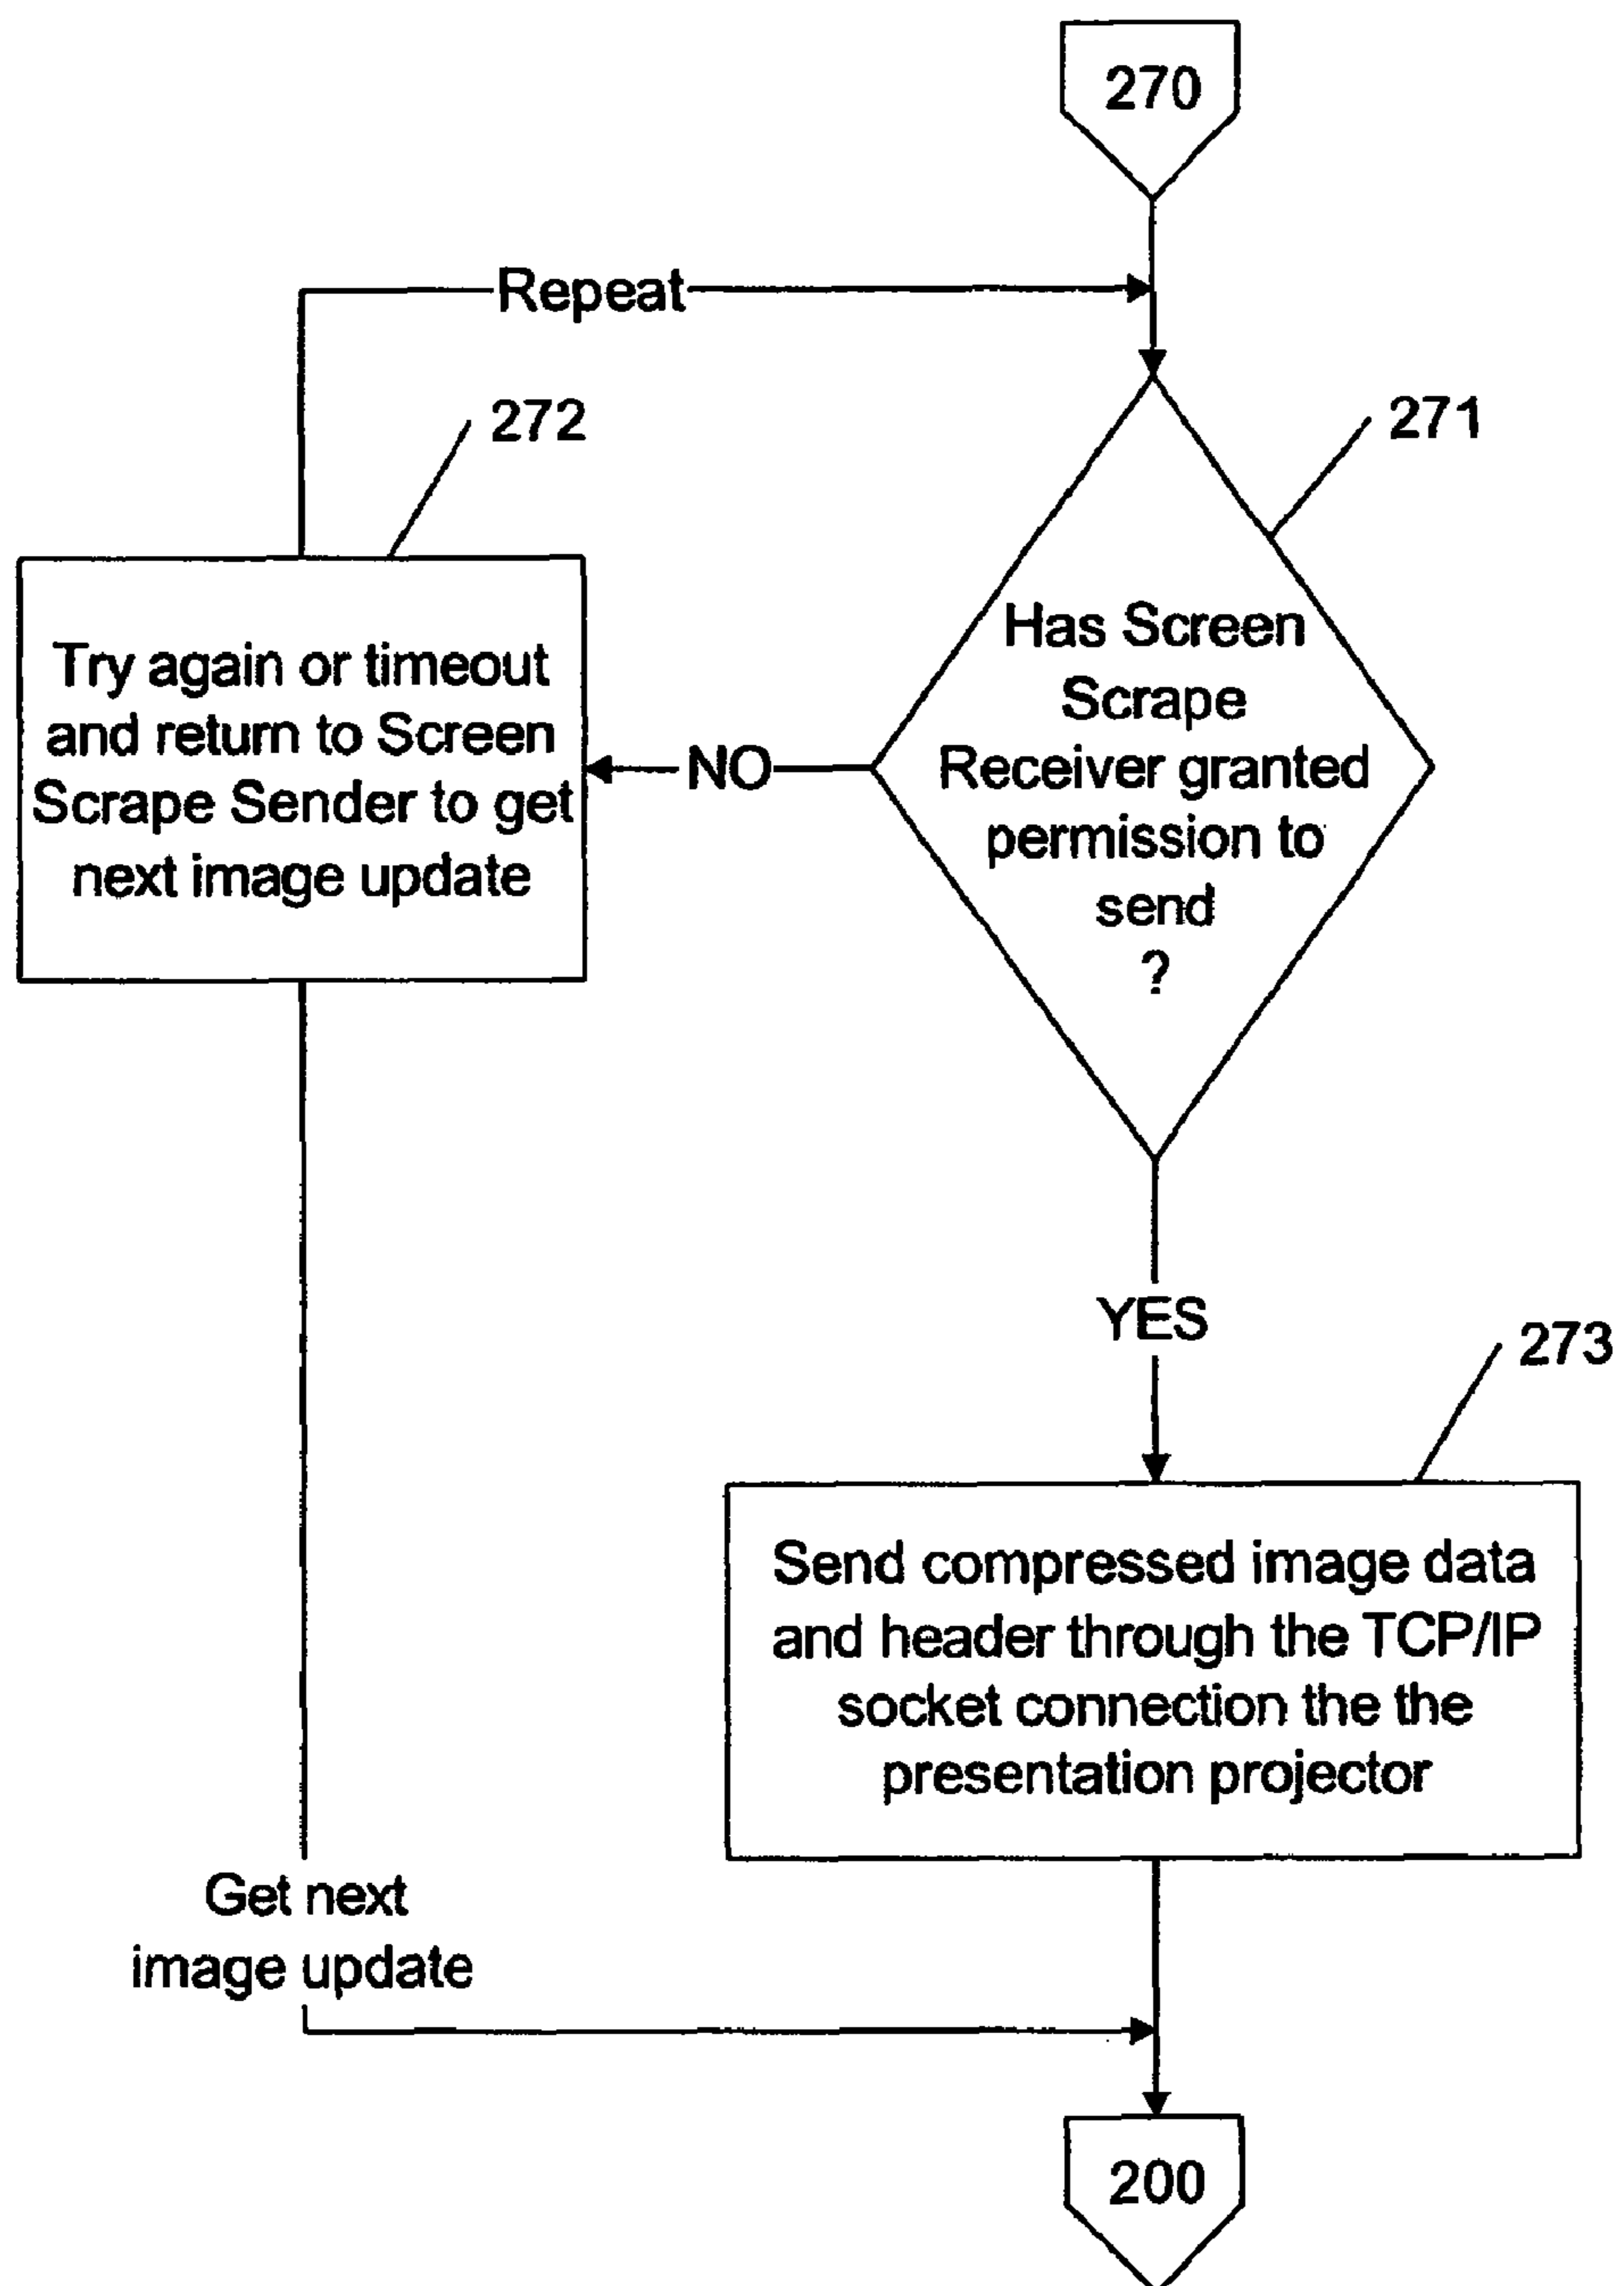 270
Repeat
272
271
Has Screen
Scrape
Receiver granted
permission to
send
?
Try again or timeout
and return to Screen
Scrape Sender to get
next image update
NO
YES
273
Send compressed image data
and header through the TCP/IP
socket connection the the
presentation projector
Get next
image update
200